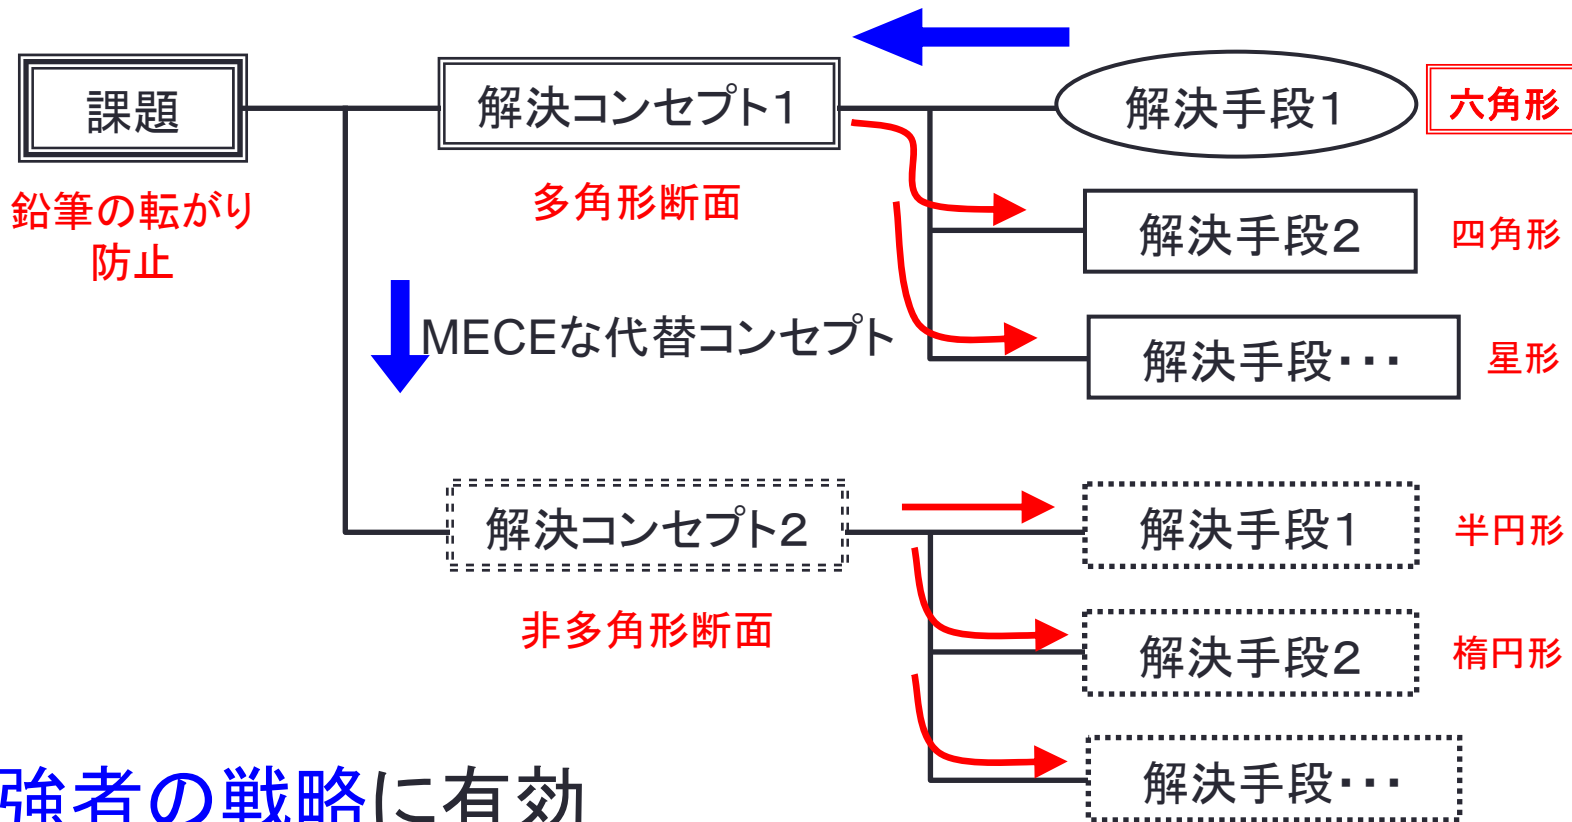 課題
鉛筆の転がり
防止
解決コンセプト1
多角形断面
解決手段1
六角形
解決手段2
四角形
解決手段・・・
星形
MECEな代替コンセプト
解決コンセプト2
非多角形断面
解決手段1
半円形
解決手段2
楕円形
解決手段・・・
強者の戦略に有効